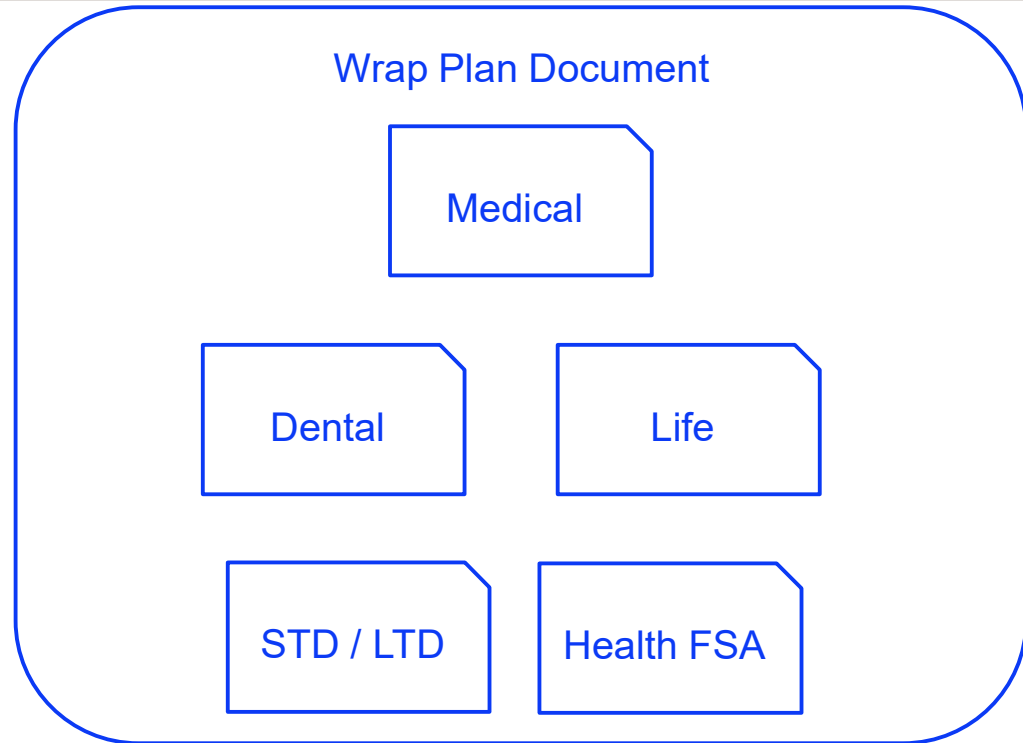 Wrap Plan Document
Medical
Dental
Life
STD / LTD
Health FSA